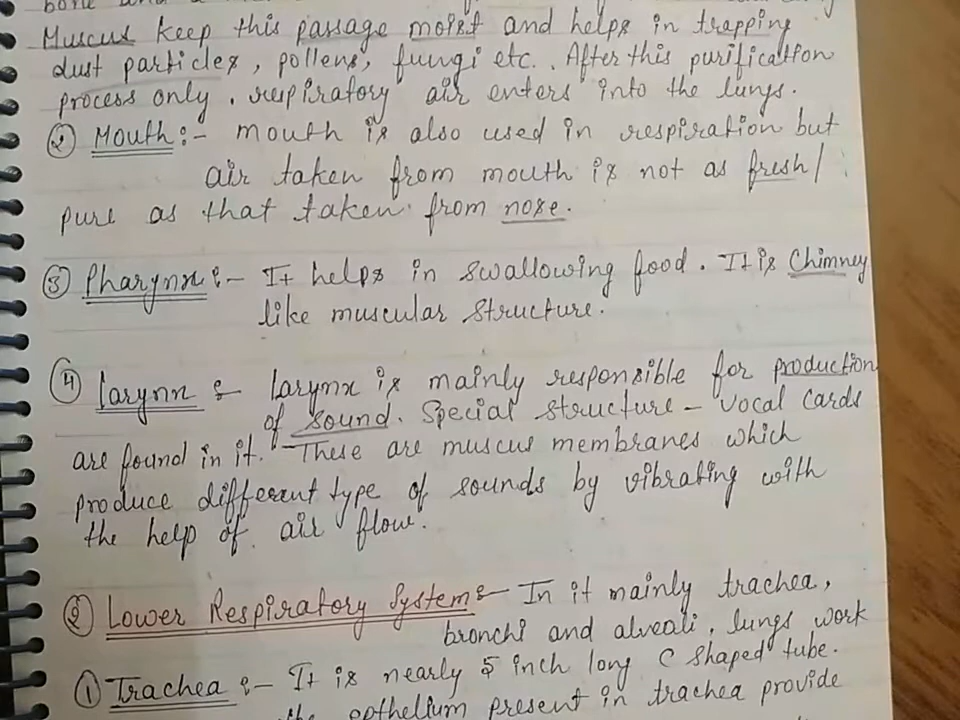 Muscus keep this passage moist and helps in trapping
dust particles, pollens, fungi etc. After this purification
process only, respiratory air enters into the lungs.
② Mouth :- mouth is also used in respiration but
air taken from mouth is not as fresh/
pure as that taken from nose.
③ Pharynx :- It helps in swallowing food. It is Chimney
like muscular structure.
④ Larynn :- Larynx is mainly responsible for production
of sound. Special structure - Vocal Cards
are found in it. These are muscus membranes which
produce different type of sounds by vibrating with
the help of air flow.
② Lower Respiratory System :- In it mainly trachea,
bronchi and alveali, lungs work
① Trachea :- It is nearly 5 inch long C shaped tube.
the epthelium present in trachea provide